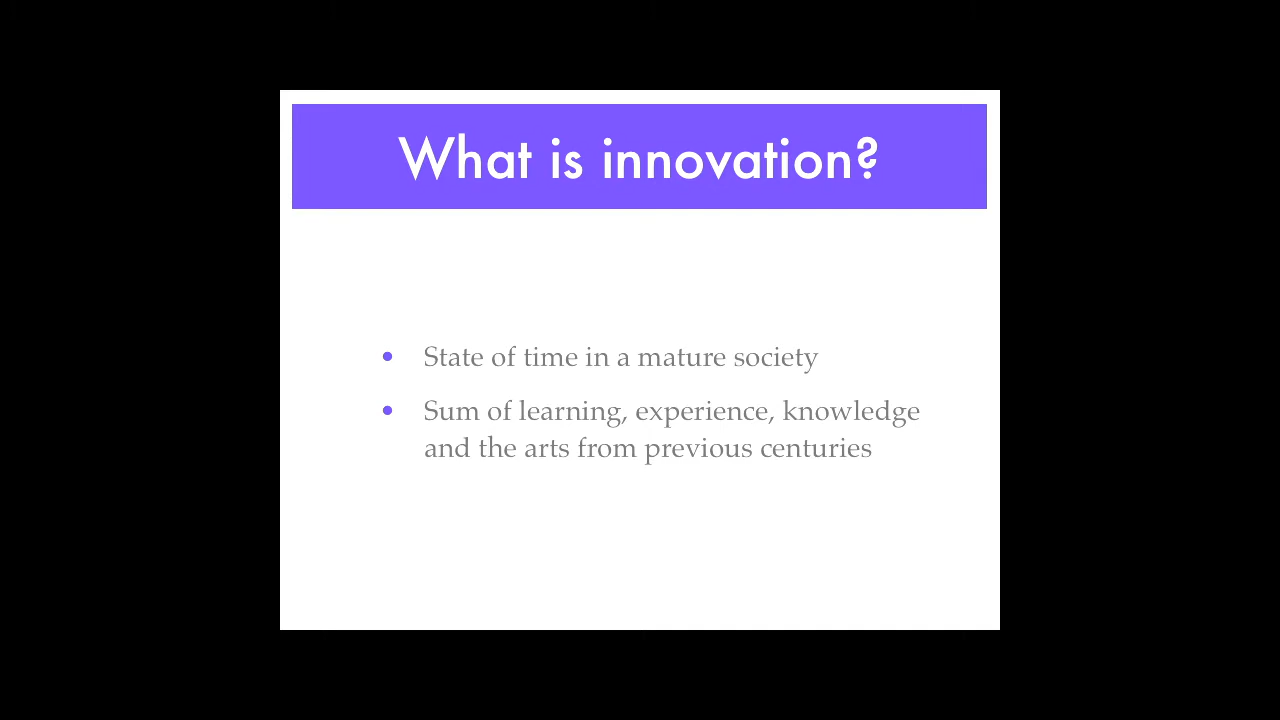 What is innovation?
• State of time in a mature society
• Sum of learning, experience, knowledge
and the arts from previous centuries